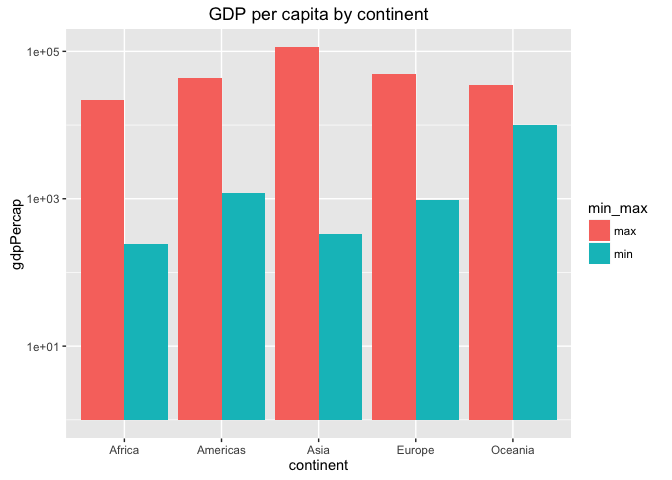 GDP per capita by continent
1e+05
1e+03
1e+01
gdpPercap
Africa
Americas
Asia
Europe
Oceania
continent
min_max
max
min